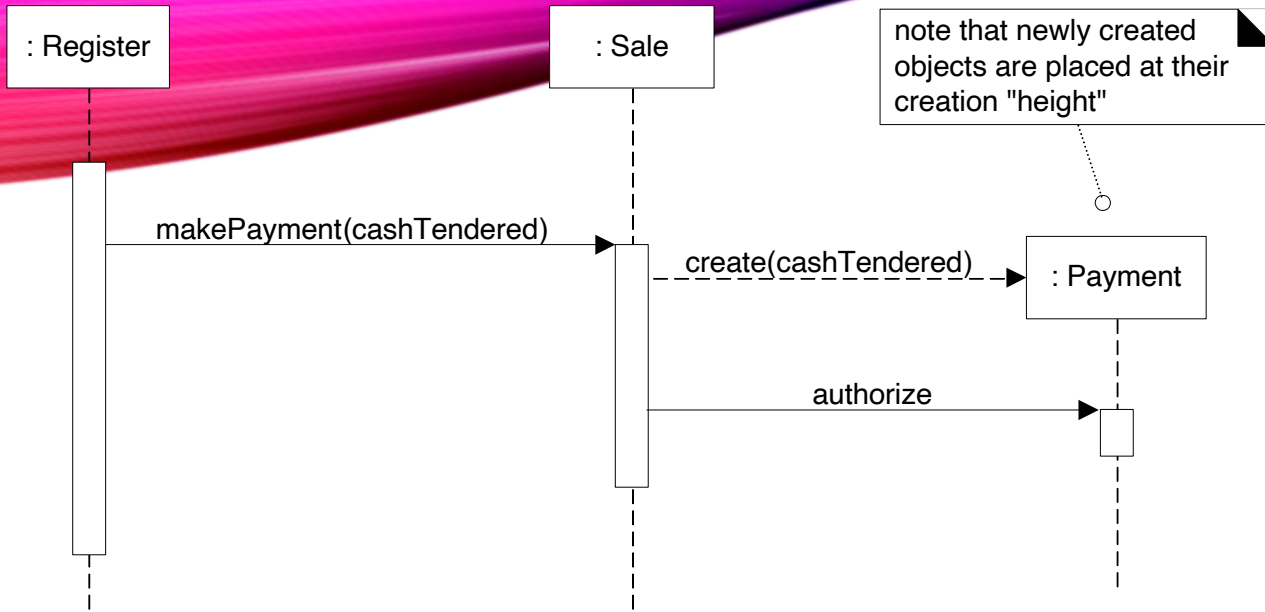 : Register
: Sale
note that newly created
objects are placed at their
creation "height"
makePayment(cashTendered)
create(cashTendered)
: Payment
authorize